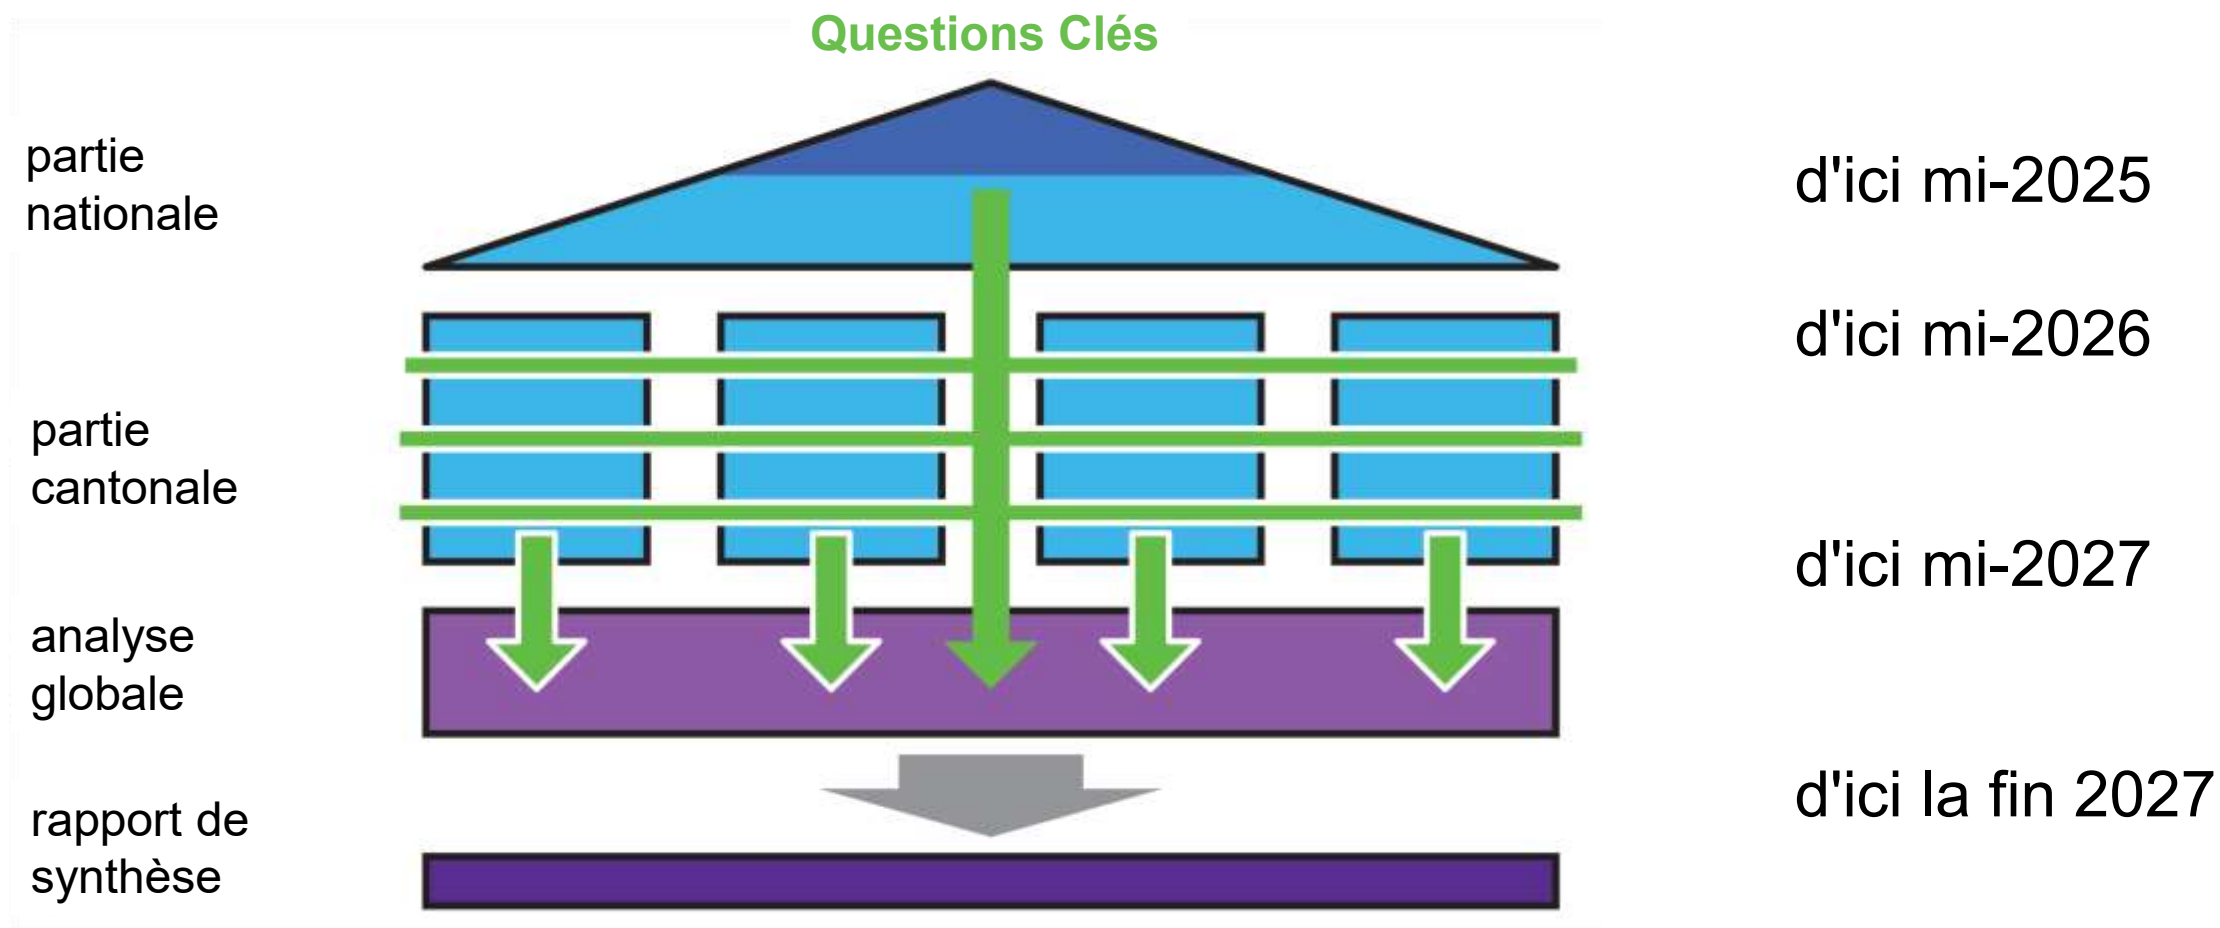 Questions Clés
partie
nationale
d'ici mi-2025
d'ici mi-2026
partie
cantonale
d'ici mi-2027
analyse
globale
d'ici la fin 2027
rapport de
synthèse